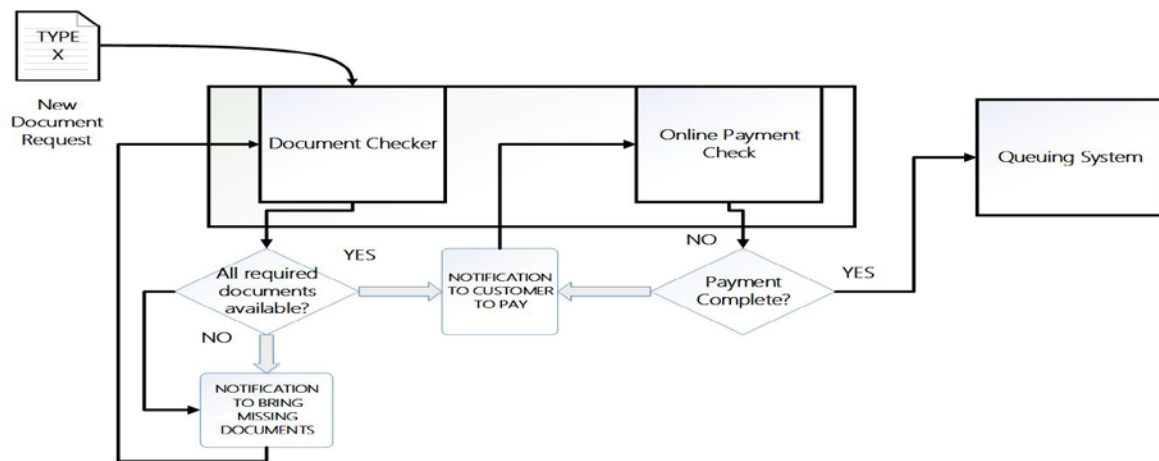 TYPE
X
New
Document
Request
Document Checker
Online Payment
Check
Queuing System
All required
documents
available?
YES
NO
NOTIFICATION
TO CUSTOMER
TO PAY
NO
Payment
Complete?
YES
NOTIFICATION
TO BRING
MISSING
DOCUMENTS